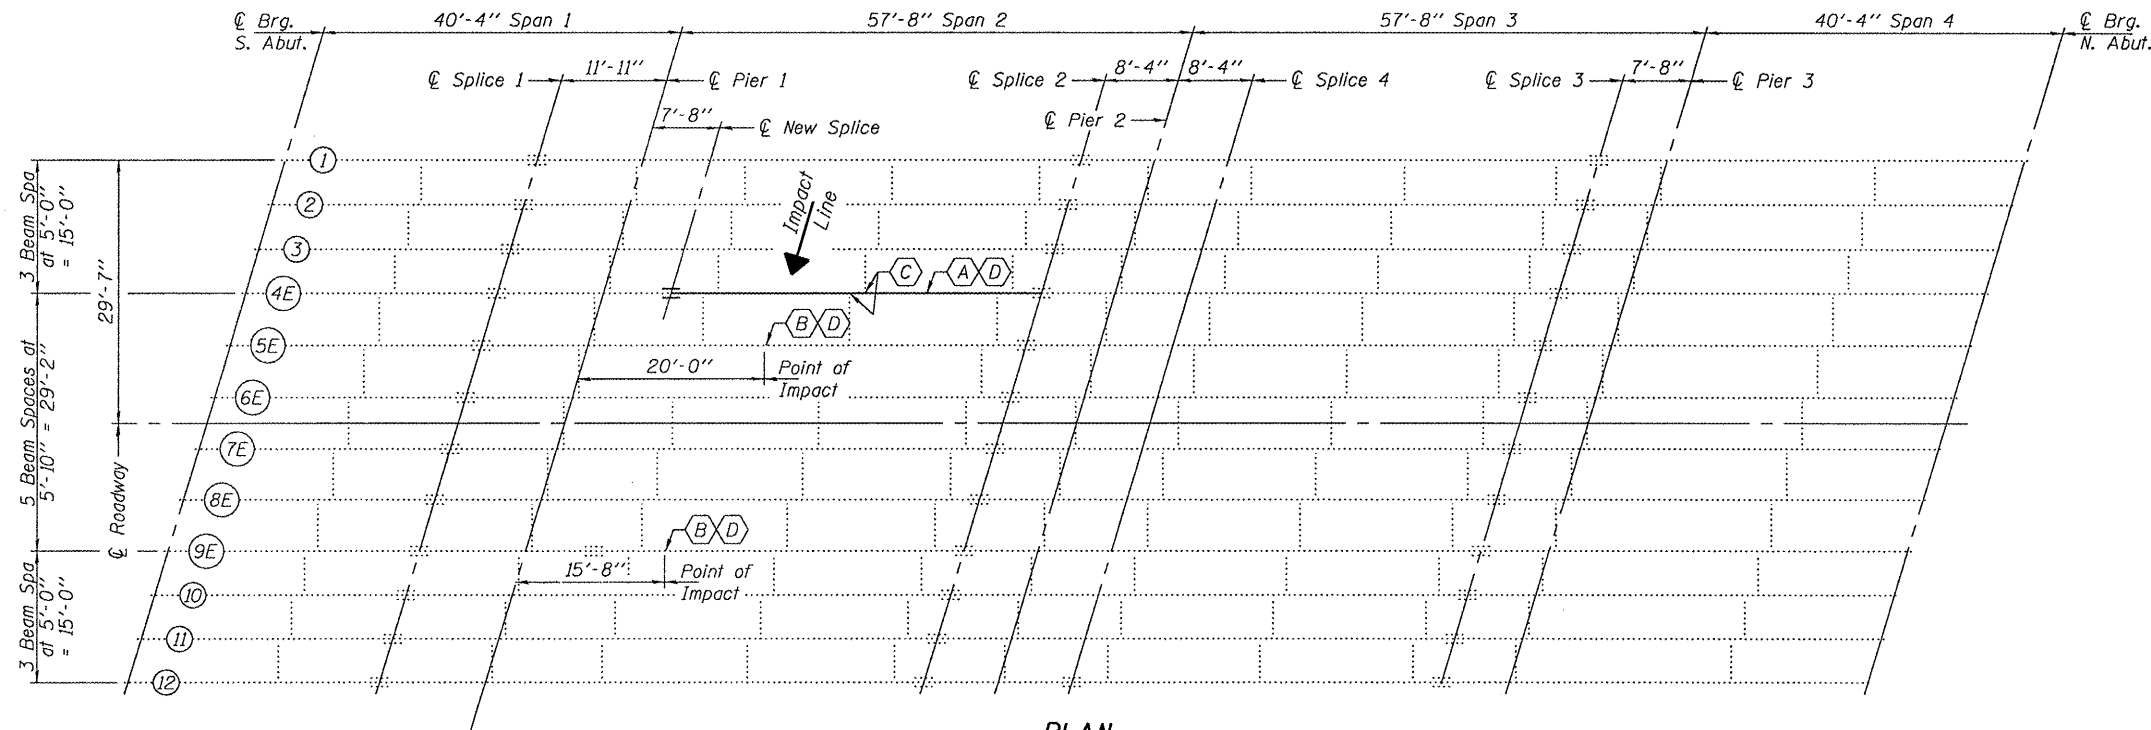 ℄ Brg.
S. Abut.
40'-4" Span 1
57'-8" Span 2
57'-8" Span 3
40'-4" Span 4
℄ Brg.
N. Abut.
℄ Splice 1
11'-11"
℄ Pier 1
℄ Splice 2
8'-4"
8'-4"
℄ Splice 4
℄ Splice 3
7'-8"
℄ Pier 3
7'-8"
℄ New Splice
℄ Pier 2
1
2
3
4E
5E
6E
7E
8E
9E
10
11
12
3 Beam Spa.
at 5'-0"
= 15'-0"
29'-7"
5 Beam Spaces at
5'-10" = 29'-2"
℄ Roadway
3 Beam Spa.
at 5'-0"
= 15'-0"
Impact
Line
C
A D
B D
20'-0"
Point of
Impact
B D
15'-8"
Point of
Impact
PLAN